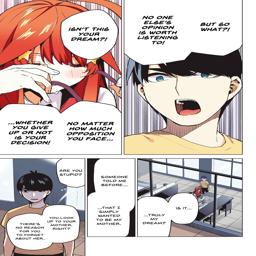 BUT SO
WHAT?!
NO ONE
ELSE'S
OPINION
IS WORTH
LISTENING
TO!
ISN'T THIS
YOUR
DREAM?!
NO MATTER
HOW MUCH
OPPOSITION
YOU FACE...
...WHETHER
YOU GIVE
UP OR NOT
IS YOUR
DECISION!
IS IT...
...TRULY
MY
DREAM?
SOMEONE
TOLD ME
BEFORE...
...THAT I
SIMPLY
WANTED
TO BE MY
MOTHER.
ARE YOU
STUPID?
YOU LOOK UP
TO YOUR
MOTHER,
RIGHT?
THERE'S
NO REASON
FOR YOU
TO FORGET
ABOUT HER.